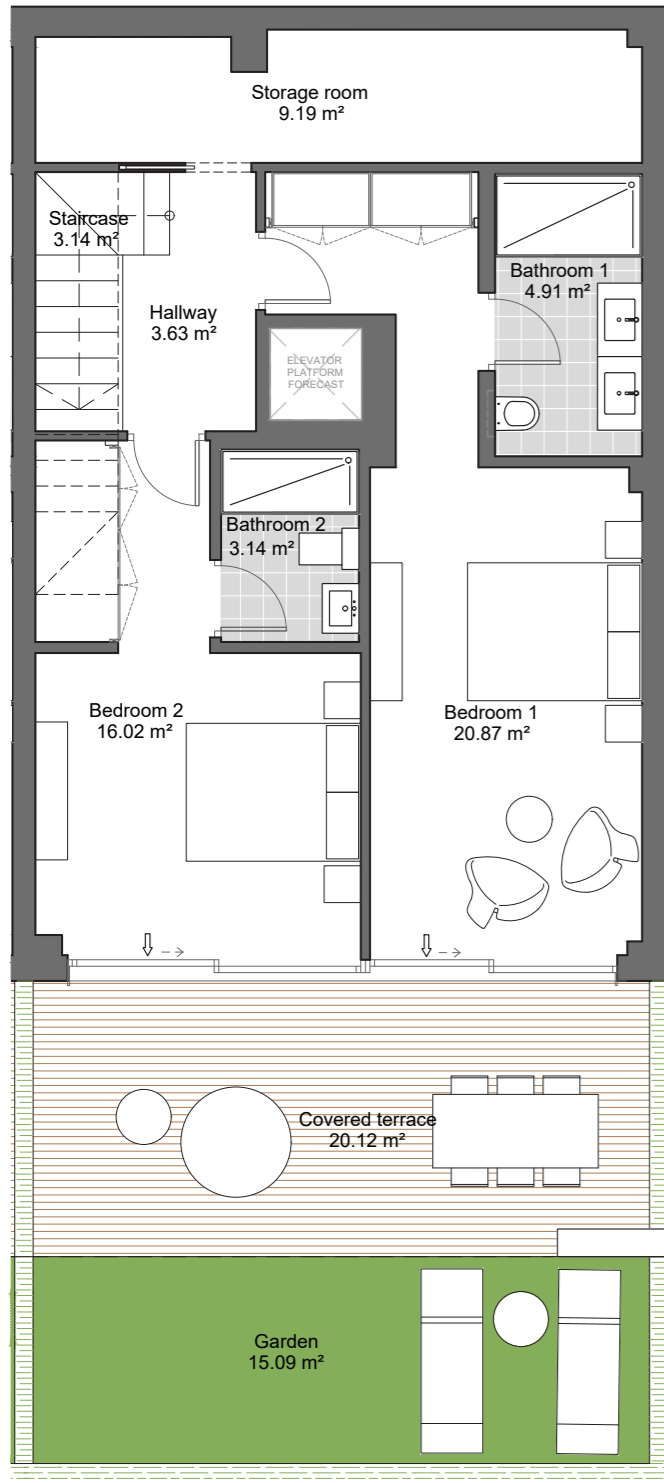 Storage room
9.19 m²
Staircase
3.14 m²
Hallway
3.63 m²
Bathroom 1
4.91 m²
ELEVATOR
PLATFORM
FORECAST
Bathroom 2
3.14 m²
Bedroom 2
16.02 m²
Bedroom 1
20.87 m²
Covered terrace
20.12 m²
Garden
15.09 m²